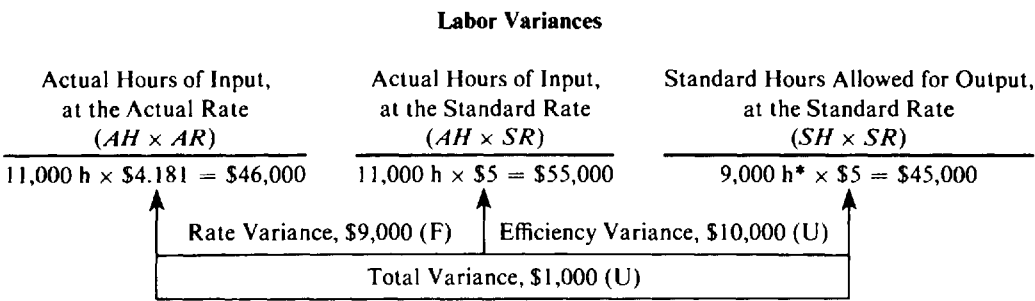 Labor Variances
Actual Hours of Input, Actual Hours of Input, Standard Hours Allowed for Output,
at the Actual Rate at the Standard Rate at the Standard Rate
(AH × AR) (AH × SR) (SH × SR)
11,000 h × $4.181 = $46,000 11,000 h × $5 = $55,000 9,000 h* × $5 = $45,000
Rate Variance, $9,000 (F) Efficiency Variance, $10,000 (U)
Total Variance, $1,000 (U)